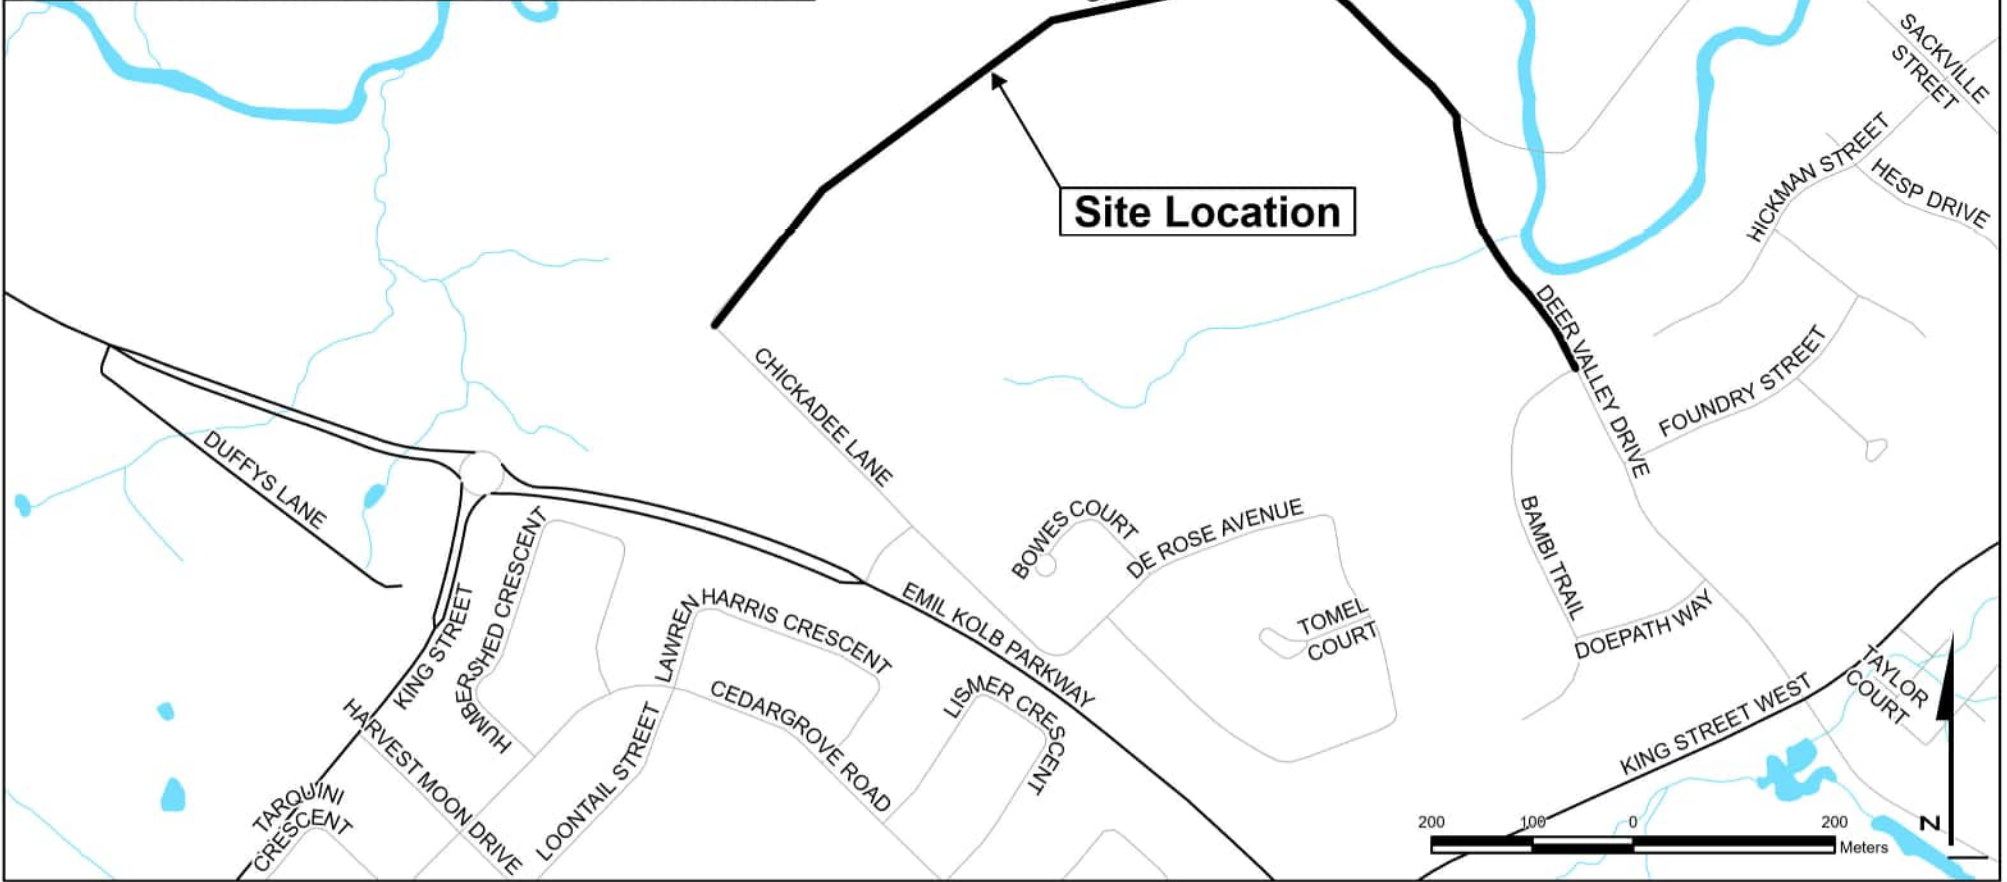 SACKVILLE
STREET
HICKMAN STREET
HESP DRIVE
Site Location
DEER VALLEY DRIVE
FOUNDRY STREET
CHICKADEE LANE
DUFFYS LANE
BOWES COURT
DE ROSE AVENUE
BAMBI TRAIL
HUMBERSHED CRESCENT
KING STREET
LAWREN HARRIS CRESCENT
EMIL KOLB PARKWAY
TOMEL
COURT
DOEPATH WAY
TAYLOR
COURT
KING STREET WEST
LISMER CRESCENT
CEDARGROVE ROAD
LOONTAIL STREET
HARVEST MOON DRIVE
TARQUINI
CRESCENT
200 100 0 200
Meters
N